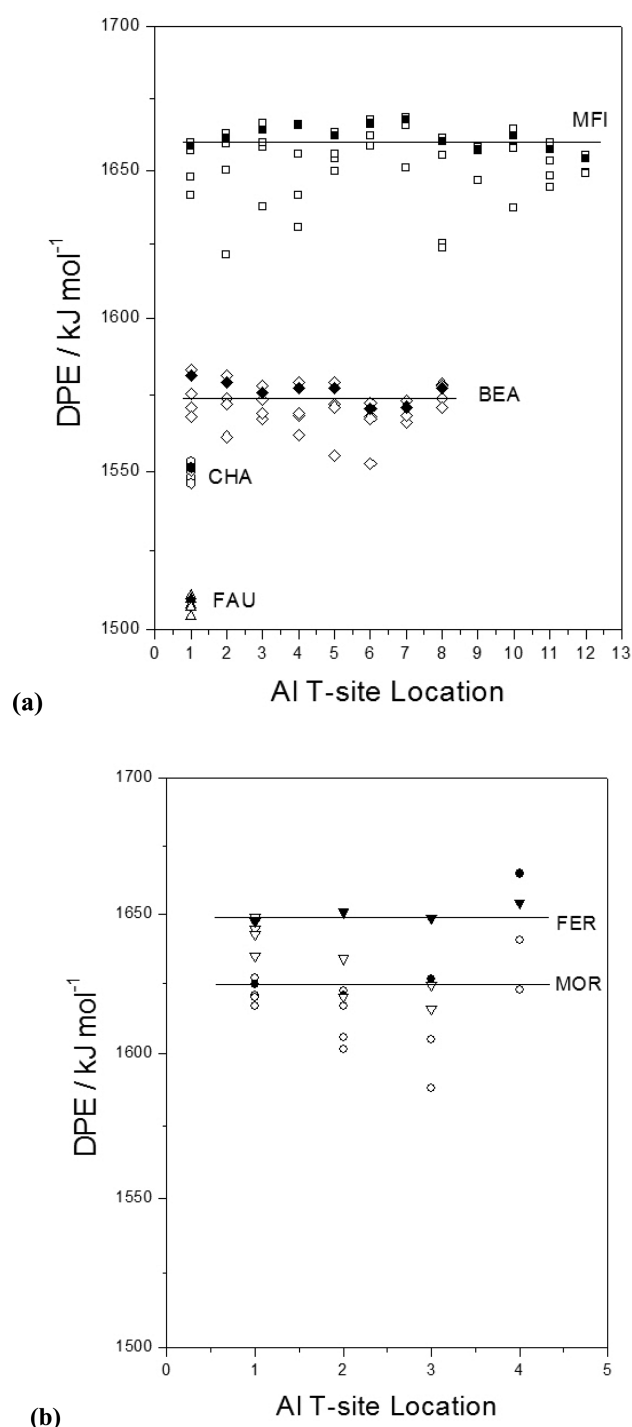 1700
1650
1600
1550
1500
DPE / kJ mol⁻¹
MFI
BEA
CHA
FAU
0 1 2 3 4 5 6 7 8 9 10 11 12 13
Al T-site Location
(a)
1700
1650
1600
1550
1500
DPE / kJ mol⁻¹
FER
MOR
0 1 2 3 4 5
Al T-site Location
(b)